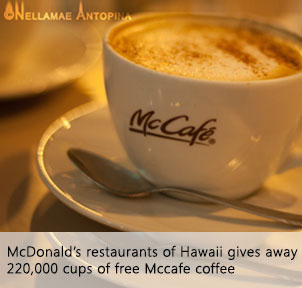 NELLAMAE ANTOPINA
McCafé®
McDonald's restaurants of Hawaii gives away
220,000 cups of free Mccafe coffee